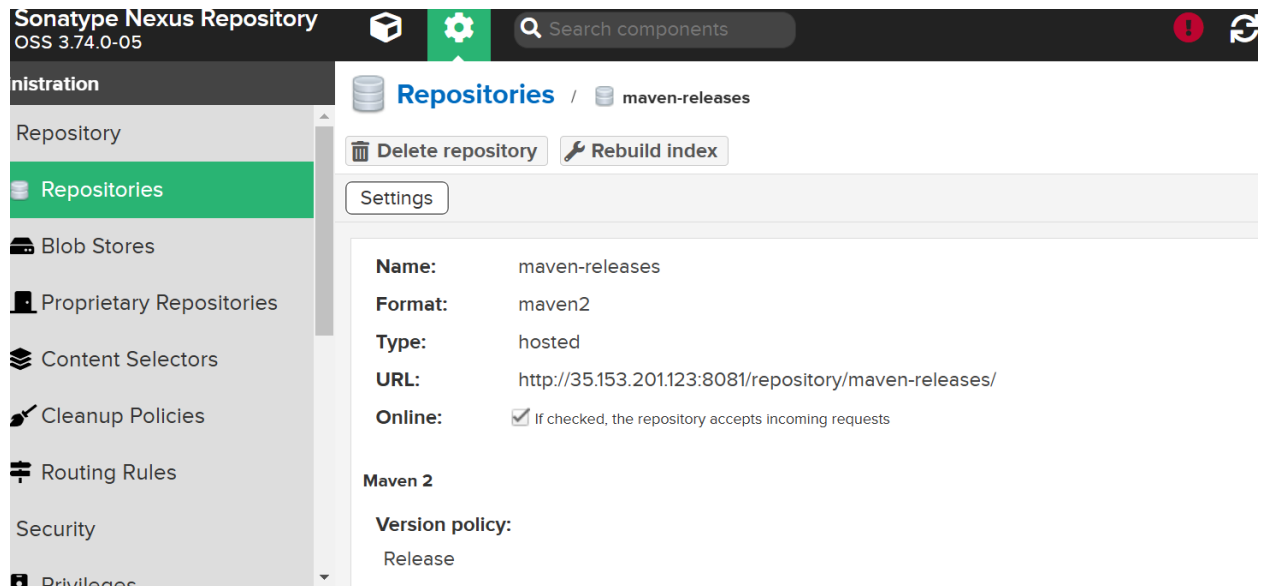 Sonatype Nexus Repository
OSS 3.74.0-05
Search components
nistration
Repository
Repositories
Blob Stores
Proprietary Repositories
Content Selectors
Cleanup Policies
Routing Rules
Security
Privileges
Repositories / maven-releases
Delete repository Rebuild index
Settings
Name: maven-releases
Format: maven2
Type: hosted
URL: http://35.153.201.123:8081/repository/maven-releases/
Online: If checked, the repository accepts incoming requests
Maven 2
Version policy:
Release